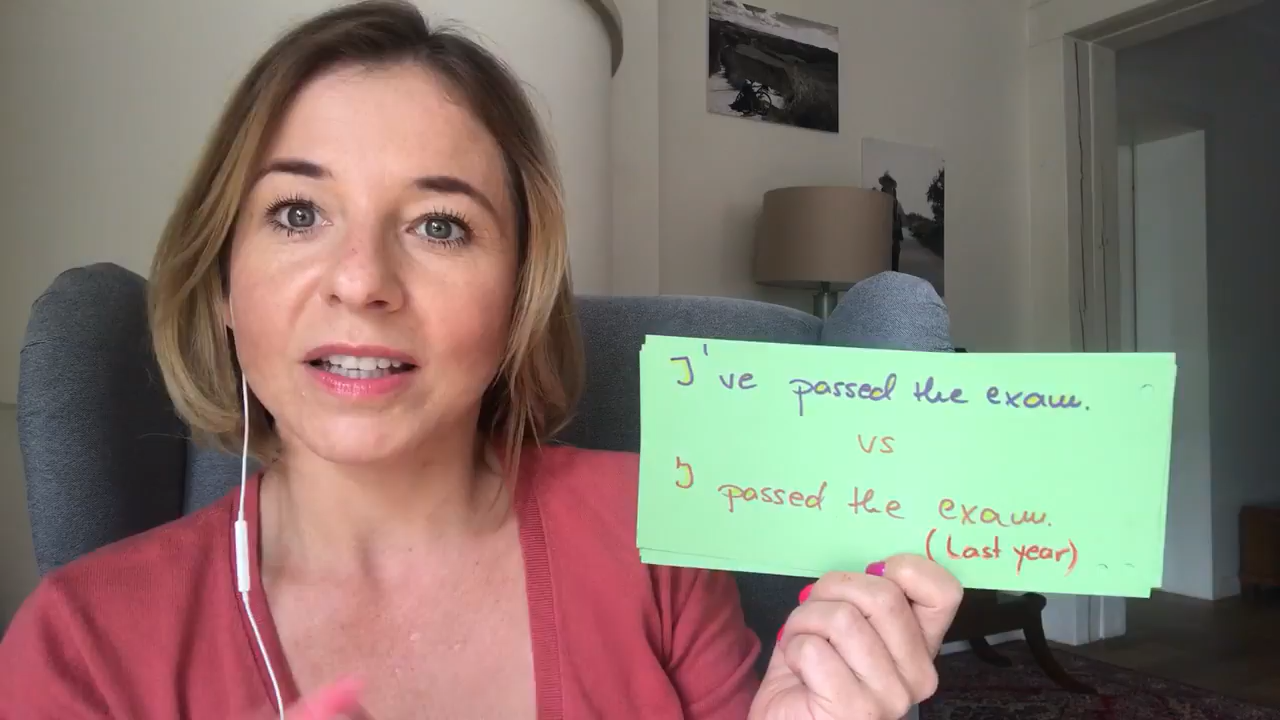 I've passed the exam.
vs
I passed the exam.
(Last year)